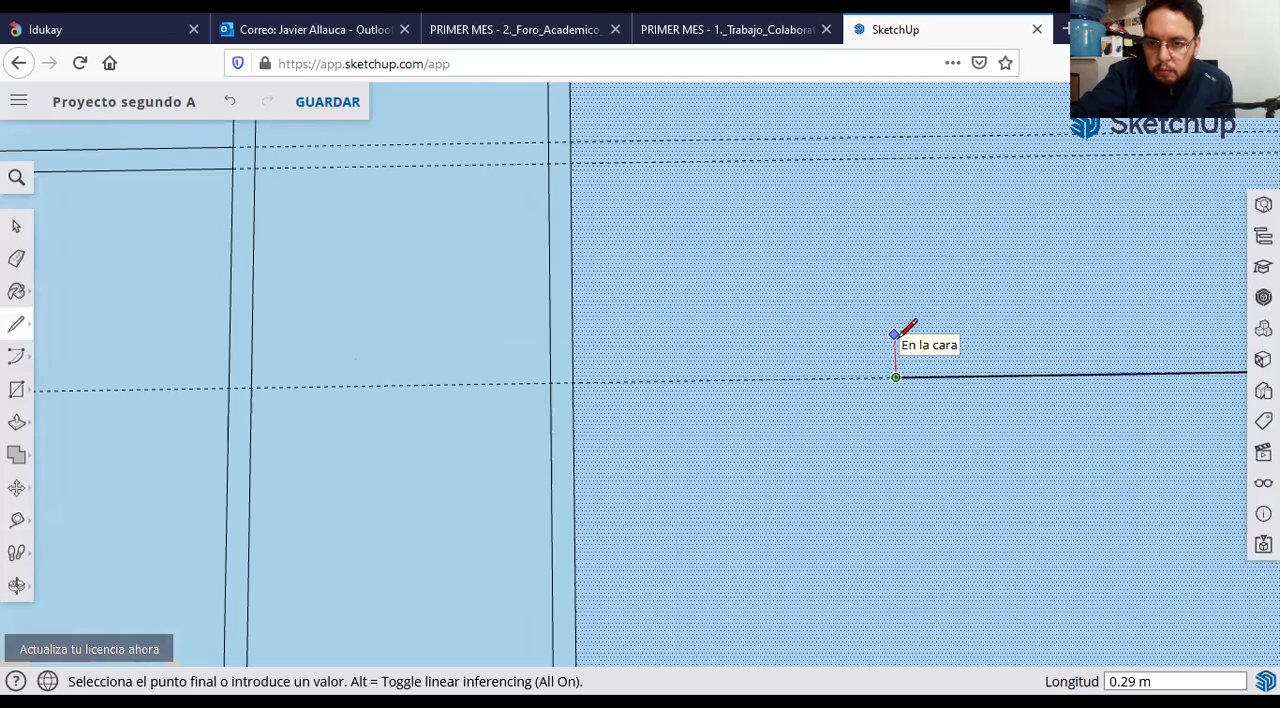 Idukay
Correo: Javier Allauca - Outloo
PRIMER MES - 2._Foro_Academico_
PRIMER MES - 1._Trabajo_Colabora
SketchUp
https://app.sketchup.com/app
Proyecto segundo A
GUARDAR
SketchUp
En la cara
Actualiza tu licencia ahora
Selecciona el punto final o introduce un valor. Alt = Toggle linear inferencing (All On).
Longitud
0.29 m